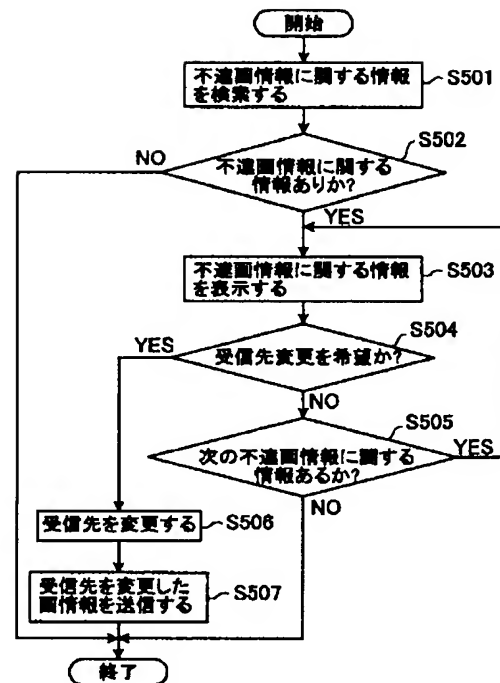 開始
不達画情報に関する情報
を検索する
S501
S502
NO
不達画情報に関する
情報ありか?
YES
不達画情報に関する情報
を表示する
S503
S504
YES
受信先変更を希望か?
NO
S505
次の不達画情報に関する
情報あるか?
YES
NO
受信先を変更する
S506
受信先を変更した
画情報を送信する
S507
終了